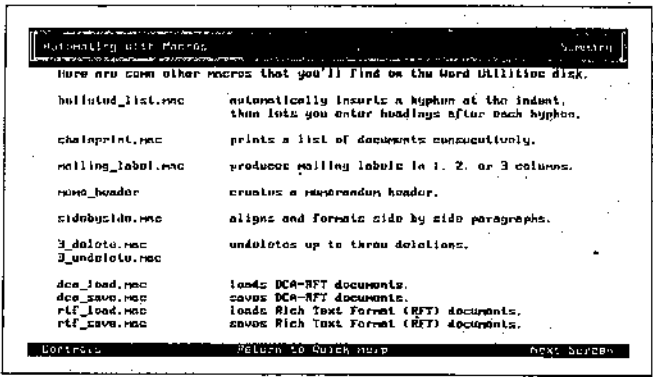 Automating with Macros Summary
Here are some other macros that you'll find on the Word Utilities disk.
bulleted_list.mac automatically inserts a hyphen at the indent,
then lets you enter headings after each hyphen.
chainprint.mac prints a list of documents consecutively.
mailing_label.mac produces mailing labels in 1, 2, or 3 columns.
memo_header creates a memorandum header.
sidebyside.mac aligns and formats side by side paragraphs.
3_delete.mac undeletes up to three deletions.
3_undelete.mac
dca_load.mac loads DCA-RFT documents.
dca_save.mac saves DCA-RFT documents.
rtf_load.mac loads Rich Text Format (RFT) documents.
rtf_save.mac saves Rich Text Format (RFT) documents.
Controls Return to Quick Help Next Screen